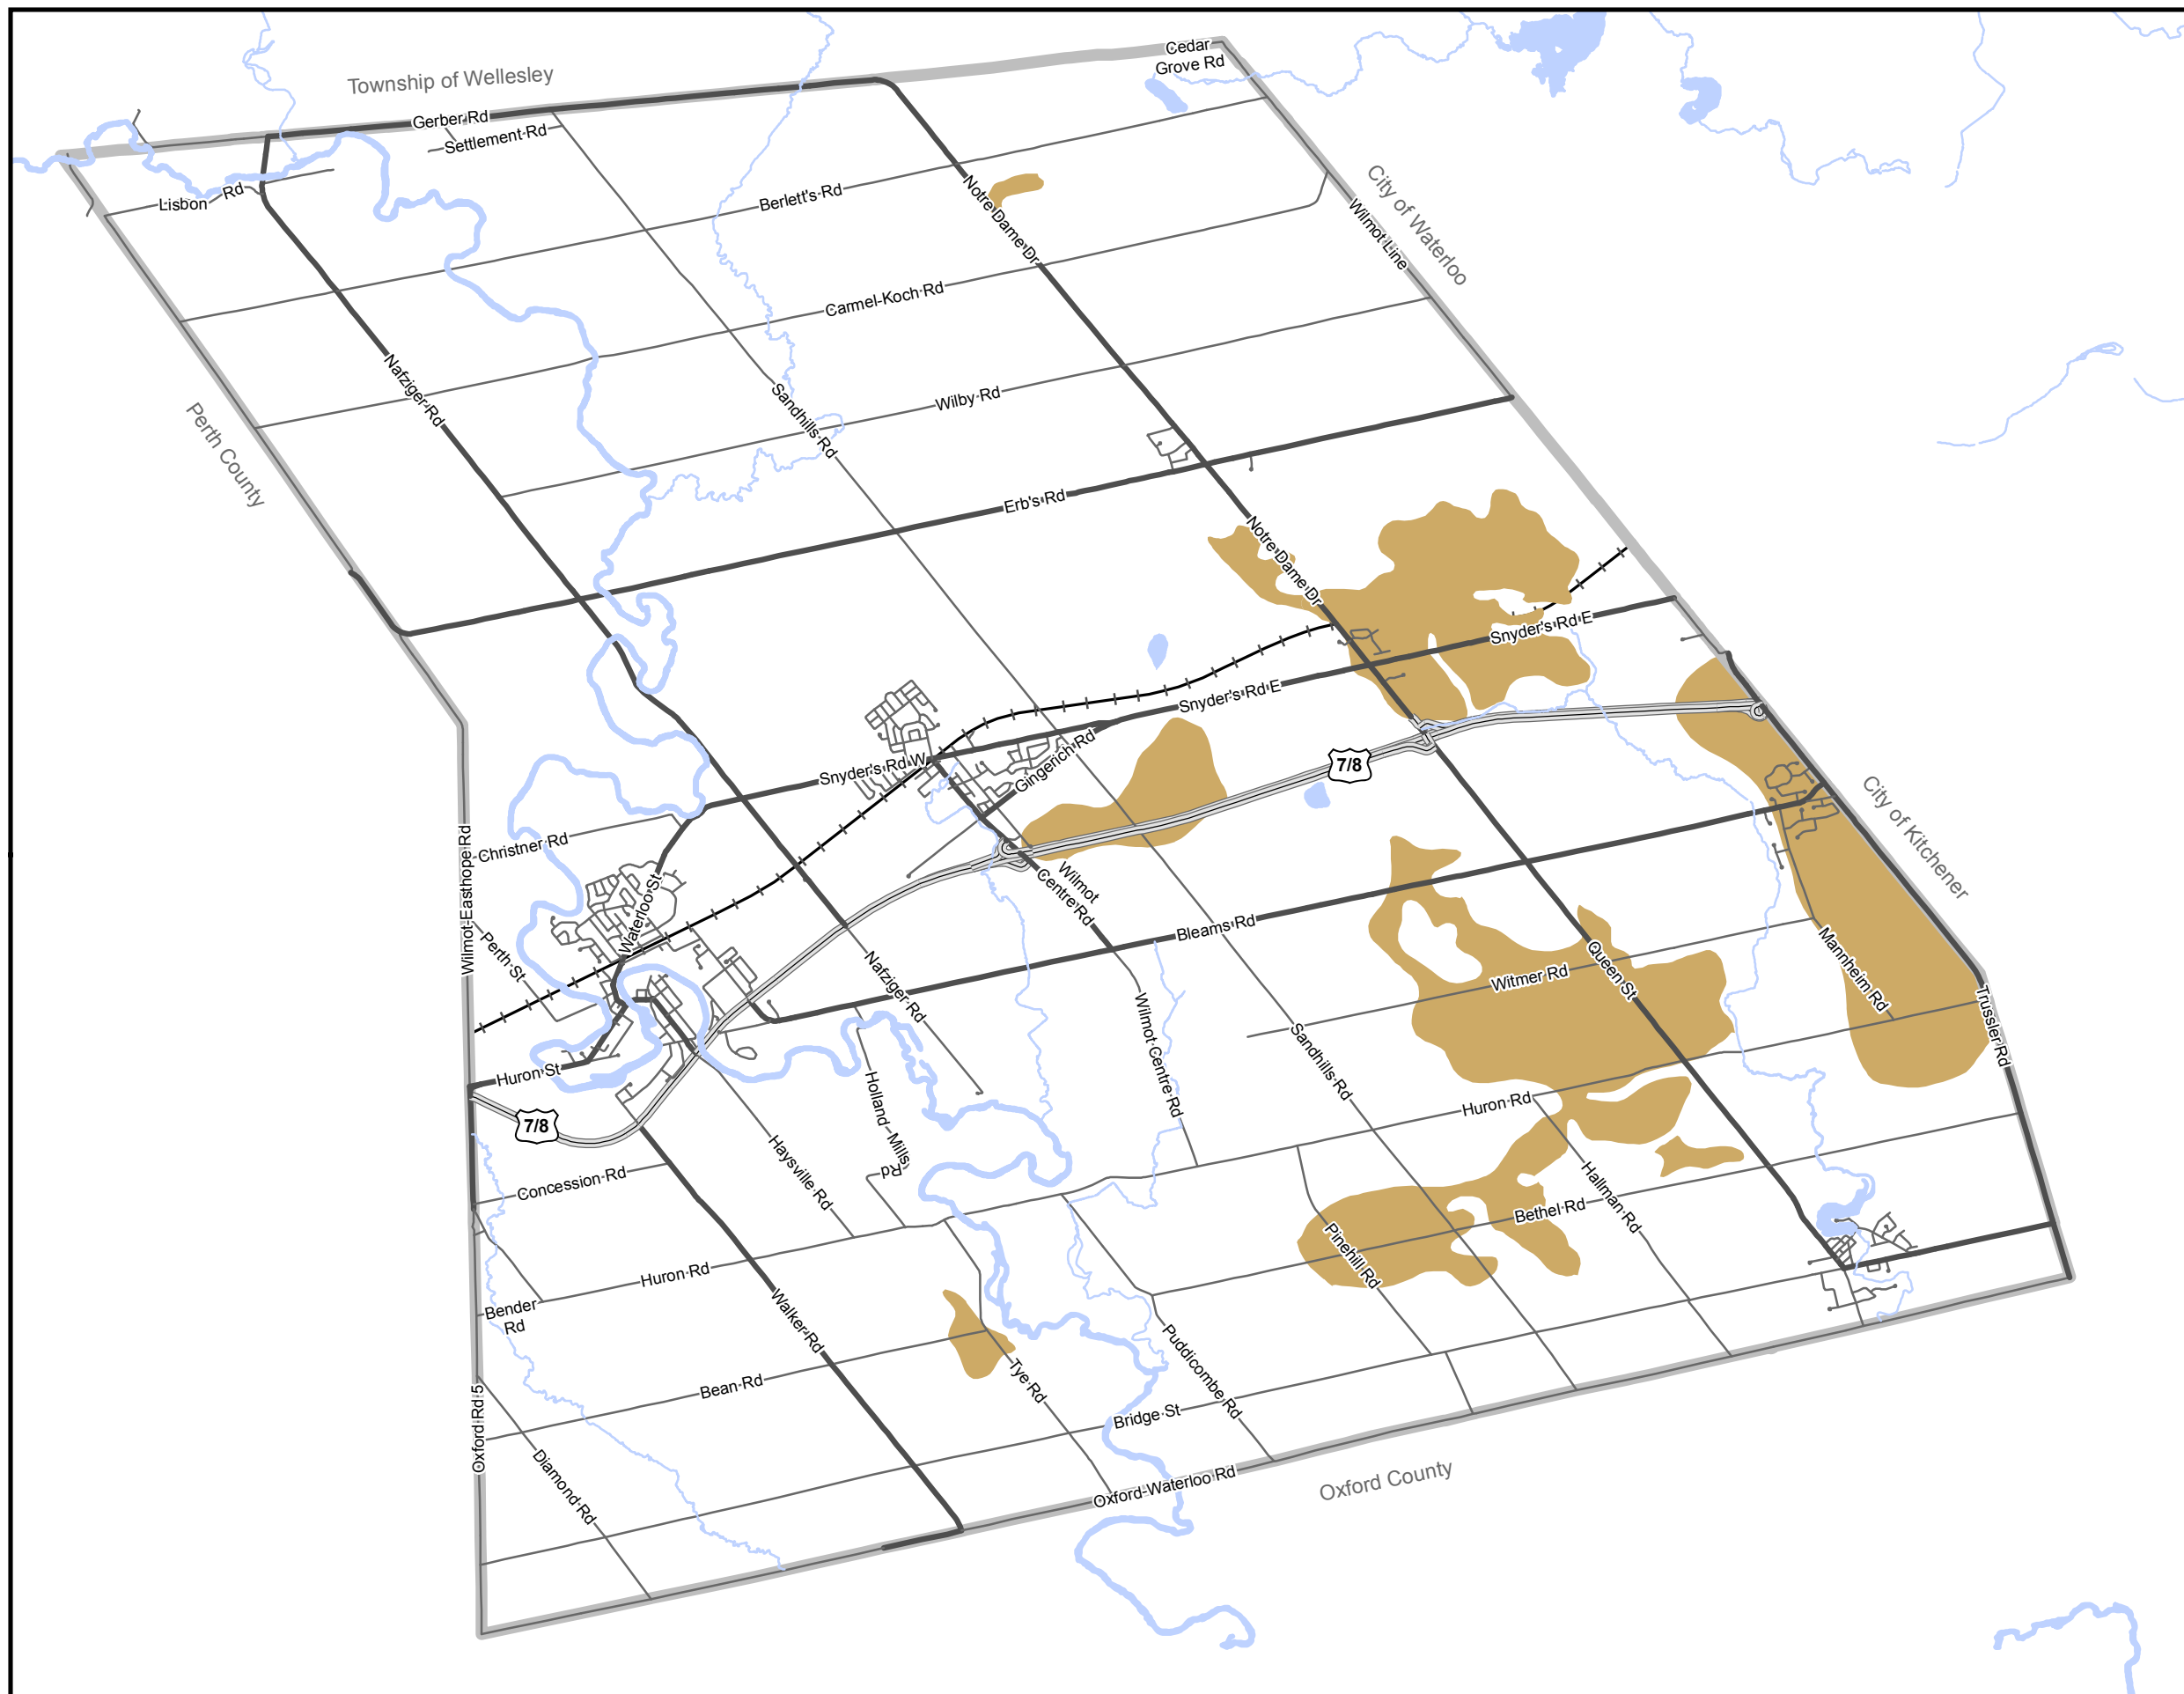 Cedar
Grove Rd
Township of Wellesley
Gerber Rd
Settlement Rd
Lisbon Rd
Berlett's Rd
Notre Dame Dr
City of Waterloo
Wilmot Line
Carmel-Koch Rd
Nafziger Rd
Sandhills Rd
Wilby Rd
Perth County
Erb's Rd
Notre Dame Dr
Snyder's Rd E
Snyder's Rd E
Gingerich Rd
Snyder's Rd W
7/8
City of Kitchener
Christner Rd
Wilmot-Easthope Rd
Waterloo St
Perth St
Wilmot
Centre Rd
Bleams Rd
Nafziger Rd
Witmer Rd
Queen St
Mannheim Rd
Trussler Rd
Wilmot Centre Rd
Sandhills Rd
Huron St
7/8
Holland Mills
Rd
Huron Rd
Haysville Rd
Concession Rd
Hallman Rd
Bethel Rd
Pinehill Rd
Huron Rd
Bender
Rd
Walker Rd
Puddicombe Rd
Tye Rd
Bean Rd
Bridge St
Oxford Rd 5
Diamond Rd
Oxford-Waterloo Rd
Oxford County